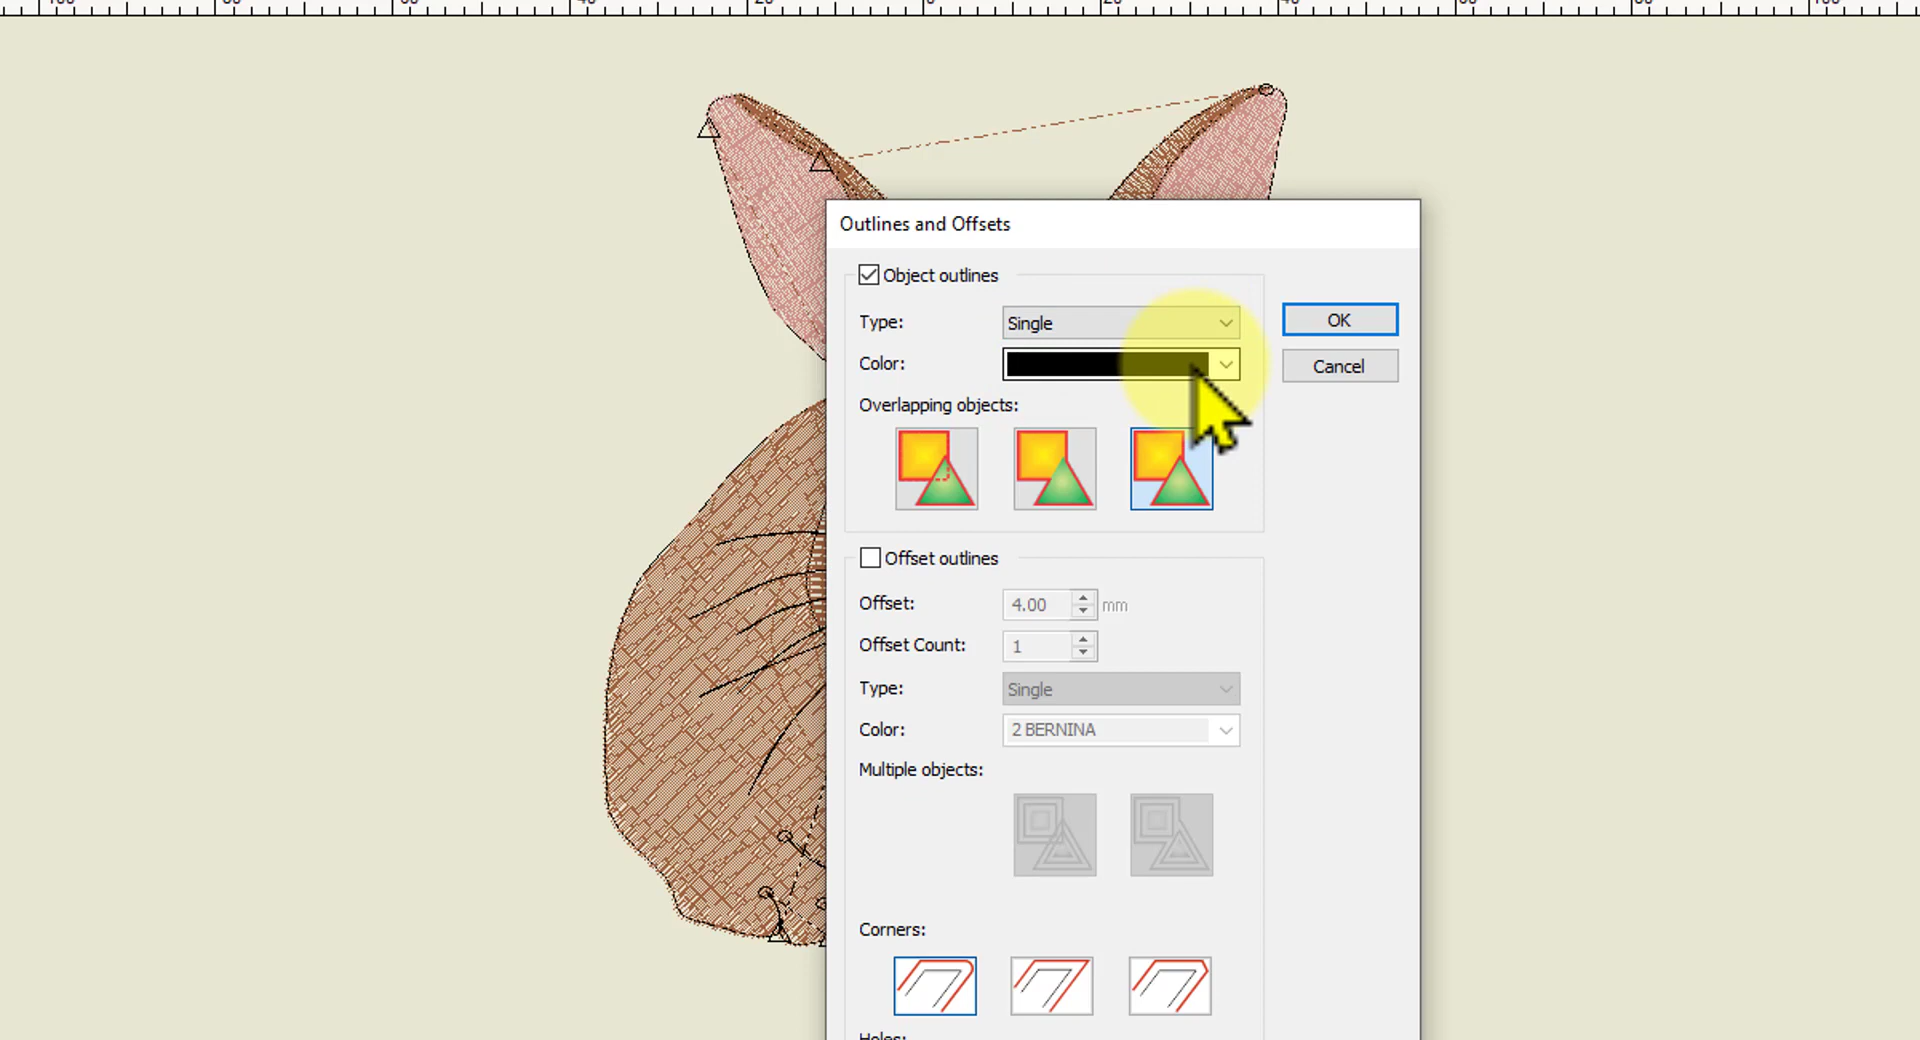 Outlines and Offsets
Object outlines
Type: Single
OK
Color:
Cancel
Overlapping objects:
Offset outlines
Offset: 4.00 mm
Offset Count: 1
Type: Single
Color: 2 BERNINA
Multiple objects:
Corners:
Holes: